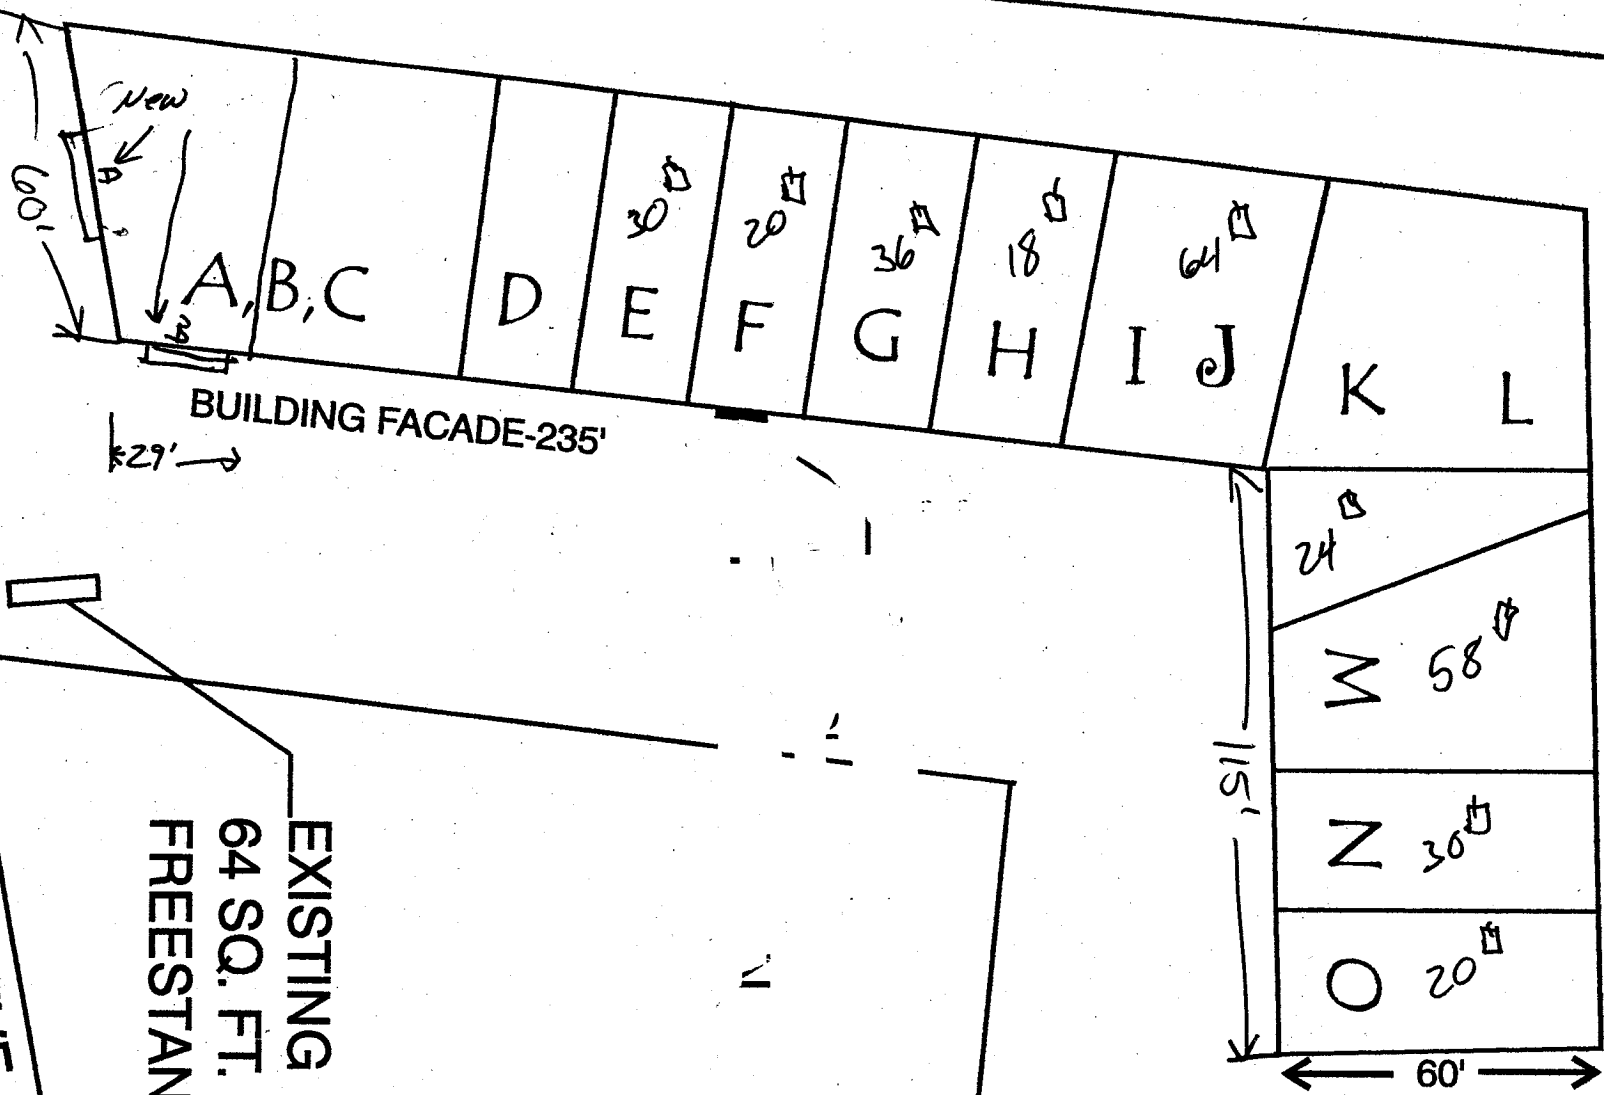 New
60'
A
B
A, B, C
D
E
F
G
H
I J
K L
30
20
36
18
64
BUILDING FACADE-235'
29'
24
M 58
N 30
O 20
115'
60'
EXISTING
64 SQ. FT.
FREESTAN